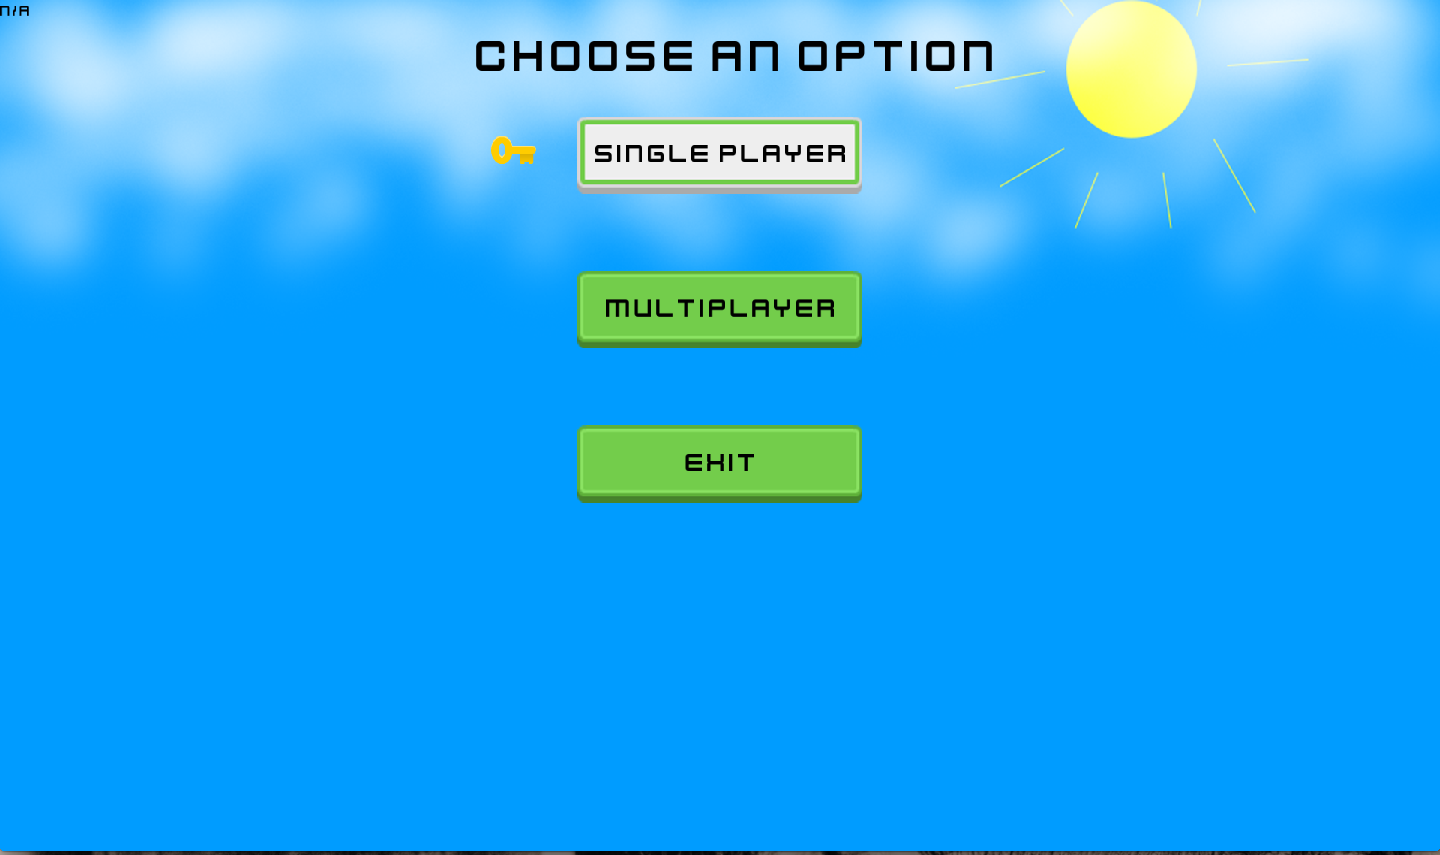 N/A
CHOOSE AN OPTION
SINGLE PLAYER
MULTIPLAYER
EXIT